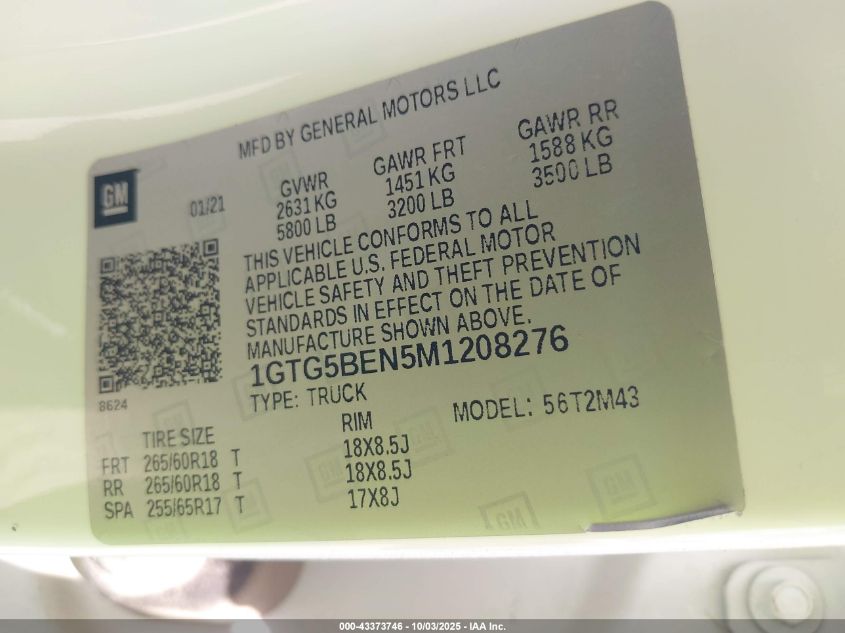 MFD BY GENERAL MOTORS LLC
GM
01/21
GVWR GAWR FRT GAWR RR
2631 KG 1451 KG 1588 KG
5800 LB 3200 LB 3500 LB
THIS VEHICLE CONFORMS TO ALL
APPLICABLE U.S. FEDERAL MOTOR
VEHICLE SAFETY AND THEFT PREVENTION
STANDARDS IN EFFECT ON THE DATE OF
MANUFACTURE SHOWN ABOVE.
1GTG5BEN5M1208276
8624
TYPE: TRUCK MODEL: 56T2M43
TIRE SIZE RIM
FRT 265/60R18 T 18X8.5J
RR 265/60R18 T 18X8.5J
SPA 255/65R17 T 17X8J
GM
000-43373746 - 10/03/2025 - IAA Inc.